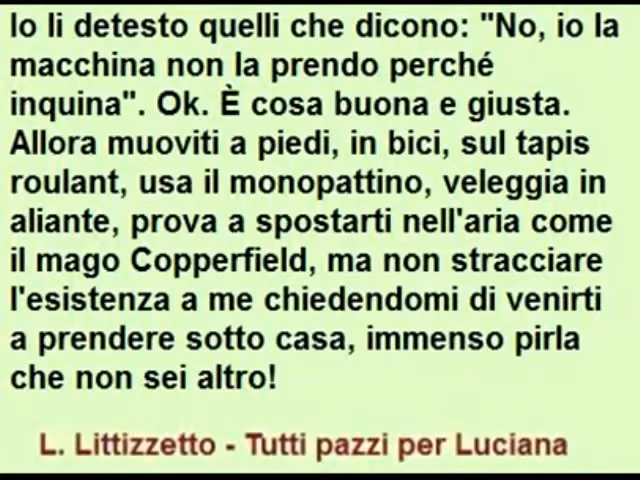 Io li detesto quelli che dicono: "No, io la
macchina non la prendo perché
inquina". Ok. È cosa buona e giusta.
Allora muoviti a piedi, in bici, sul tapis
roulant, usa il monopattino, veleggia in
aliante, prova a spostarti nell'aria come
il mago Copperfield, ma non stracciare
l'esistenza a me chiedendomi di venirti
a prendere sotto casa, immenso pirla
che non sei altro!
L. Littizzetto - Tutti pazzi per Luciana